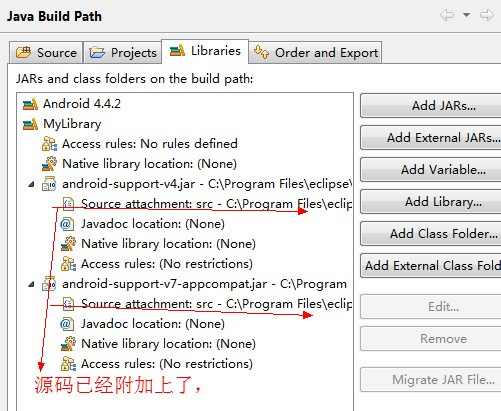 Java Build Path
Source
Projects
Libraries
Order and Export
JARs and class folders on the build path:
Android 4.4.2
MyLibrary
Access rules: No rules defined
Native library location: (None)
android-support-v4.jar - C:\Program Files\eclipse\
Source attachment: src - C:\Program Files\eclip
Javadoc location: (None)
Native library location: (None)
Access rules: (No restrictions)
android-support-v7-appcompat.jar - C:\Program
Source attachment: src - C:\Program Files\eclip
Javadoc location: (None)
Native library location: (None)
Access rules: (No restrictions)
源码已经附加上了，
Add JARs...
Add External JARs...
Add Variable...
Add Library...
Add Class Folder...
Add External Class Fold
Edit...
Remove
Migrate JAR File...